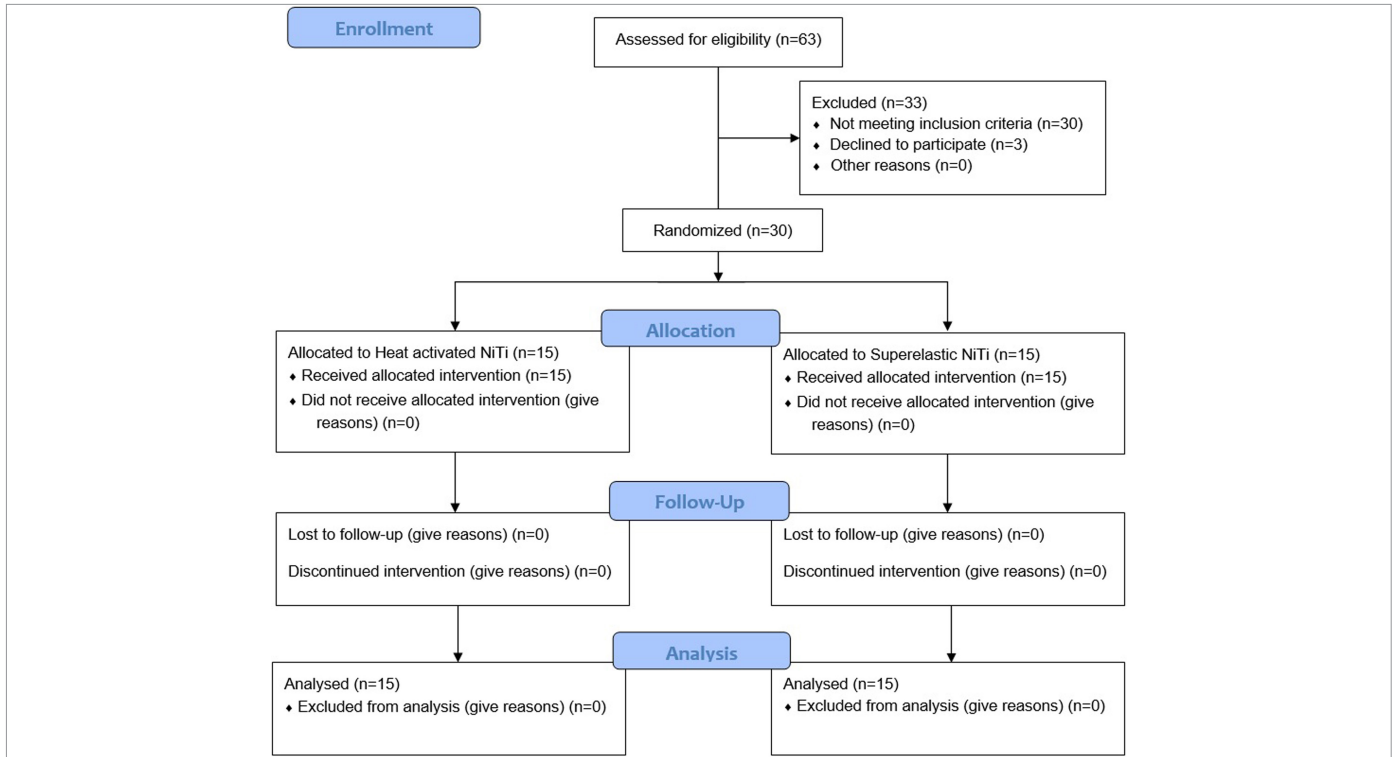 Enrollment
Assessed for eligibility (n=63)
Excluded (n=33)
♦ Not meeting inclusion criteria (n=30)
♦ Declined to participate (n=3)
♦ Other reasons (n=0)
Randomized (n=30)
Allocation
Allocated to Heat activated NiTi (n=15)
♦ Received allocated intervention (n=15)
♦ Did not receive allocated intervention (give
reasons) (n=0)
Allocated to Superelastic NiTi (n=15)
♦ Received allocated intervention (n=15)
♦ Did not receive allocated intervention (give
reasons) (n=0)
Follow-Up
Lost to follow-up (give reasons) (n=0)
Discontinued intervention (give reasons) (n=0)
Lost to follow-up (give reasons) (n=0)
Discontinued intervention (give reasons) (n=0)
Analysis
Analysed (n=15)
♦ Excluded from analysis (give reasons) (n=0)
Analysed (n=15)
♦ Excluded from analysis (give reasons) (n=0)